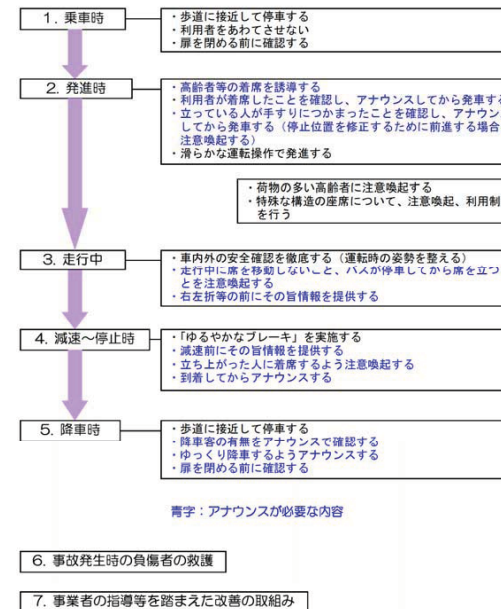 1. 乗車時
・歩道に接近して停車する
・利用者をあわてさせない
・扉を閉める前に確認する
2. 発進時
・高齢者等の着席を誘導する
・利用者が着席したことを確認し、アナウンスしてから発車する
・立っている人が手すりにつかまったことを確認し、アナウン
してから発車する（停止位置を修正するために前進する場合
注意喚起する）
・滑らかな運転操作で発進する
・荷物の多い高齢者に注意喚起する
・特殊な構造の座席について、注意喚起、利用制
を行う
3. 走行中
・車内外の安全確認を徹底する（運転時の姿勢を整える）
・走行中に席を移動しないこと、バスが停車してから席を立つ
とを注意喚起する
・右左折等の前にその旨情報を提供する
4. 減速～停止時
・「ゆるやかなブレーキ」を実施する
・減速前にその旨情報を提供する
・立ち上がった人に着席するよう注意喚起する
・到着してからアナウンスする
5. 降車時
・歩道に接近して停車する
・降車客の有無をアナウンスで確認する
・ゆっくり降車するようアナウンスする
・扉を閉める前に確認する
青字：アナウンスが必要な内容
6. 事故発生時の負傷者の救護
7. 事業者の指導等を踏まえた改善の取組み